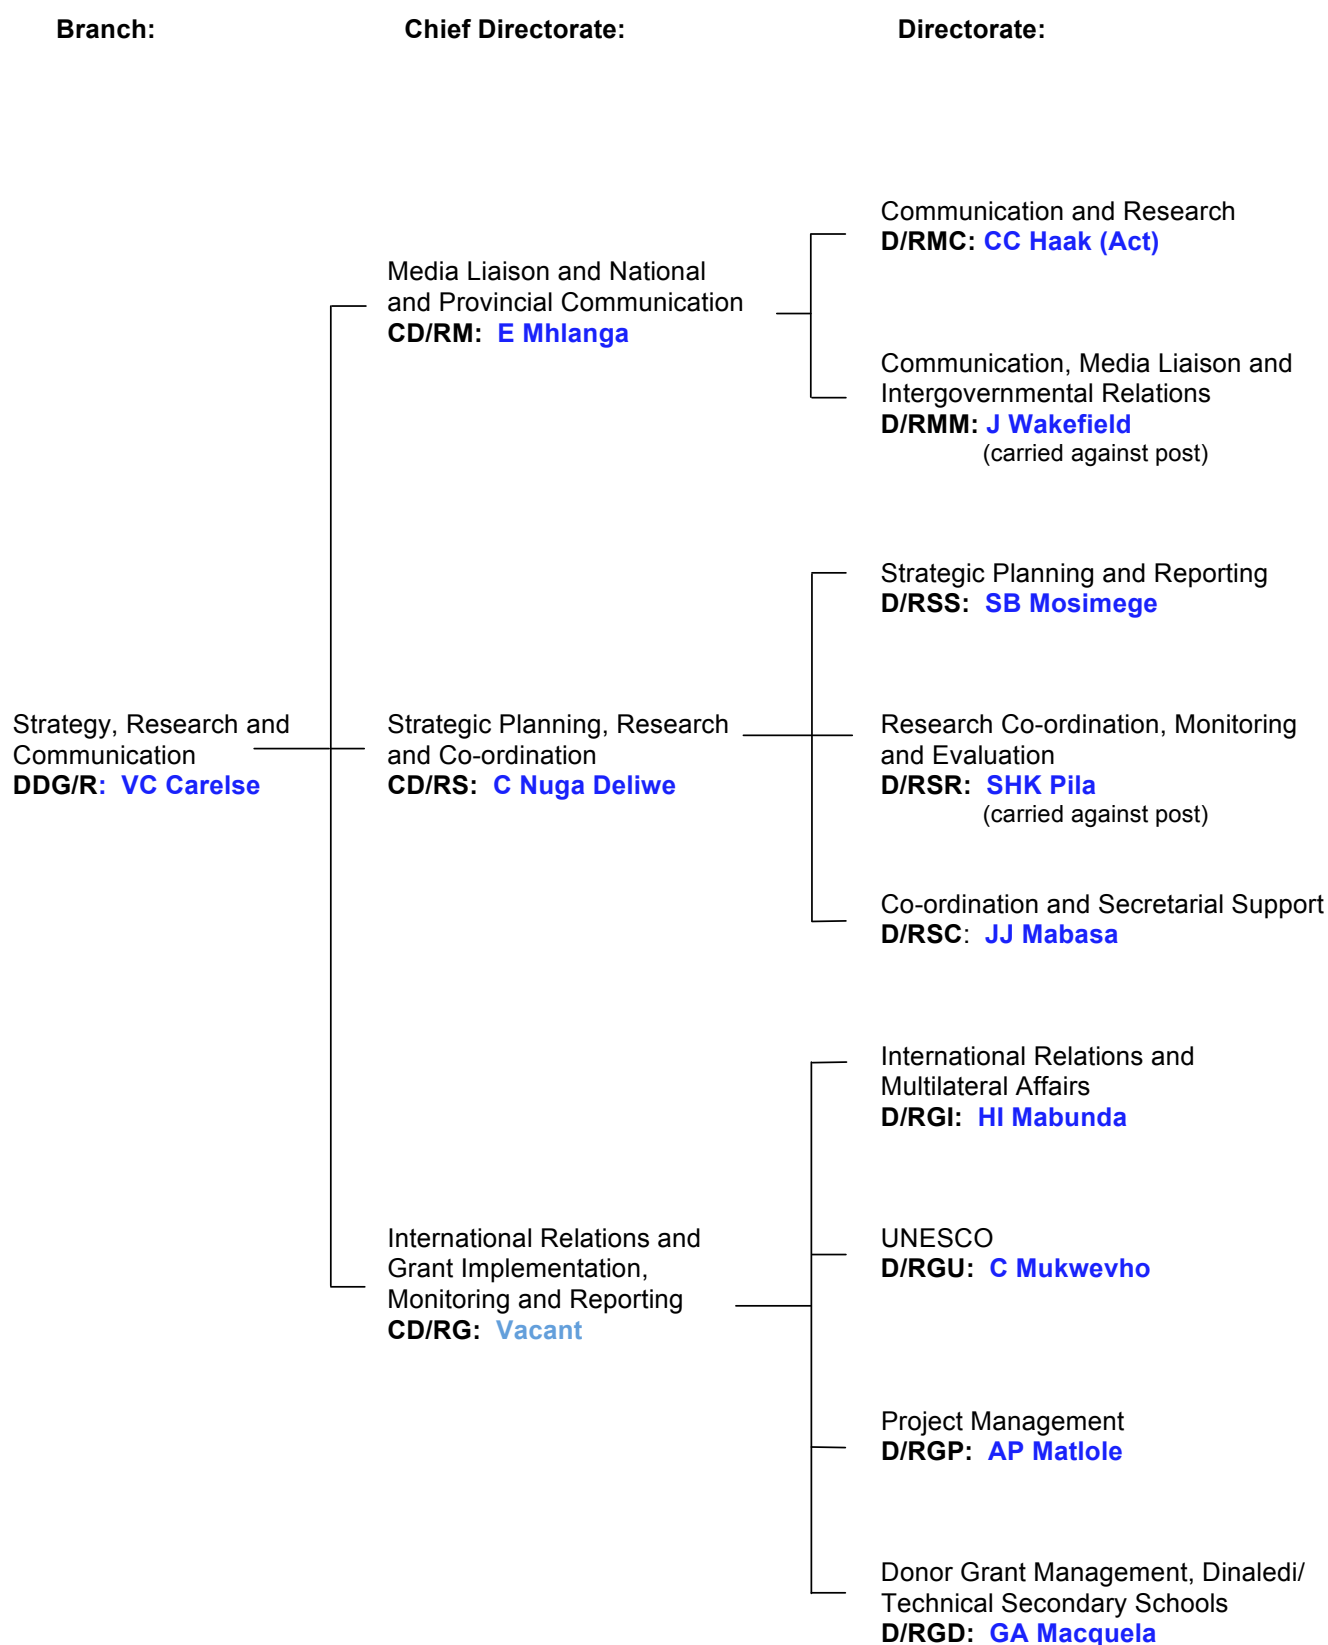 Branch:
Chief Directorate:
Directorate:
Communication and Research
D/RMC: CC Haak (Act)
Media Liaison and National
and Provincial Communication
CD/RM: E Mhlanga
Communication, Media Liaison and
Intergovernmental Relations
D/RMM: J Wakefield
(carried against post)
Strategic Planning and Reporting
D/RSS: SB Mosimege
Strategy, Research and
Communication
DDG/R: VC Carelse
Strategic Planning, Research
and Co-ordination
CD/RS: C Nuga Deliwe
Research Co-ordination, Monitoring
and Evaluation
D/RSR: SHK Pila
(carried against post)
Co-ordination and Secretarial Support
D/RSC: JJ Mabasa
International Relations and
Multilateral Affairs
D/RGI: HI Mabunda
International Relations and
Grant Implementation,
Monitoring and Reporting
CD/RG: Vacant
UNESCO
D/RGU: C Mukwevho
Project Management
D/RGP: AP Matlole
Donor Grant Management, Dinaledi/
Technical Secondary Schools
D/RGD: GA Macquela